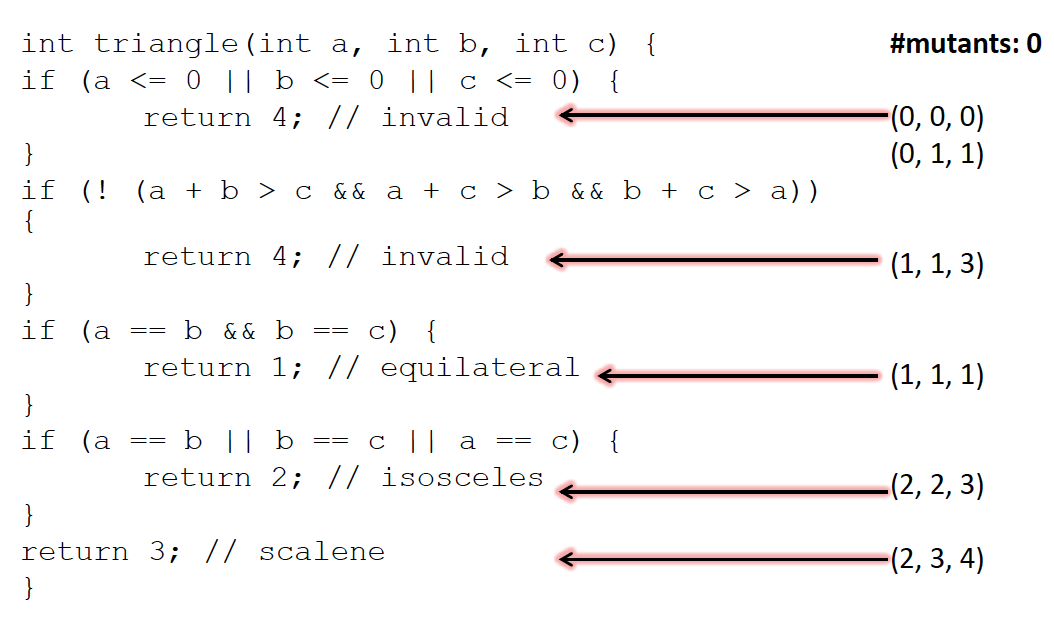 int triangle(int a, int b, int c) { #mutants: 0
if (a <= 0 || b <= 0 || c <= 0) {
return 4; // invalid (0, 0, 0)
} (0, 1, 1)
if (! (a + b > c && a + c > b && b + c > a))
{
return 4; // invalid (1, 1, 3)
}
if (a == b && b == c) {
return 1; // equilateral (1, 1, 1)
}
if (a == b || b == c || a == c) {
return 2; // isosceles (2, 2, 3)
}
return 3; // scalene (2, 3, 4)
}